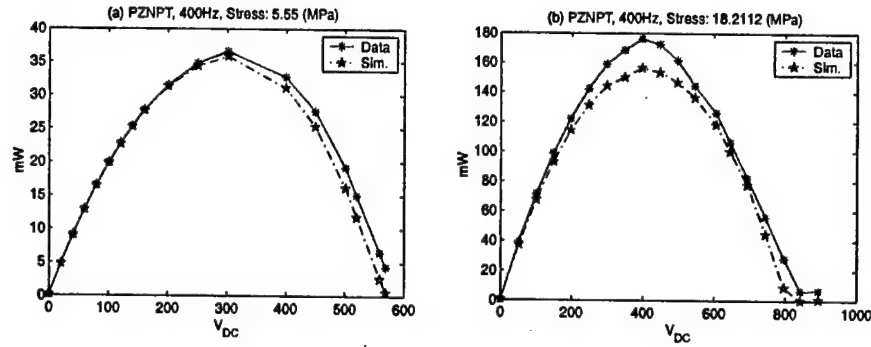 (a) PZNPT, 400Hz, Stress: 5.55 (MPa)
40
35
30
25
20
15
10
5
0
mW
Data
Sim.
0 100 200 300 400 500 600
V_DC
(b) PZNPT, 400Hz, Stress: 18.2112 (MPa)
180
160
140
120
100
80
60
40
20
0
mW
Data
Sim.
0 200 400 600 800 1000
V_DC